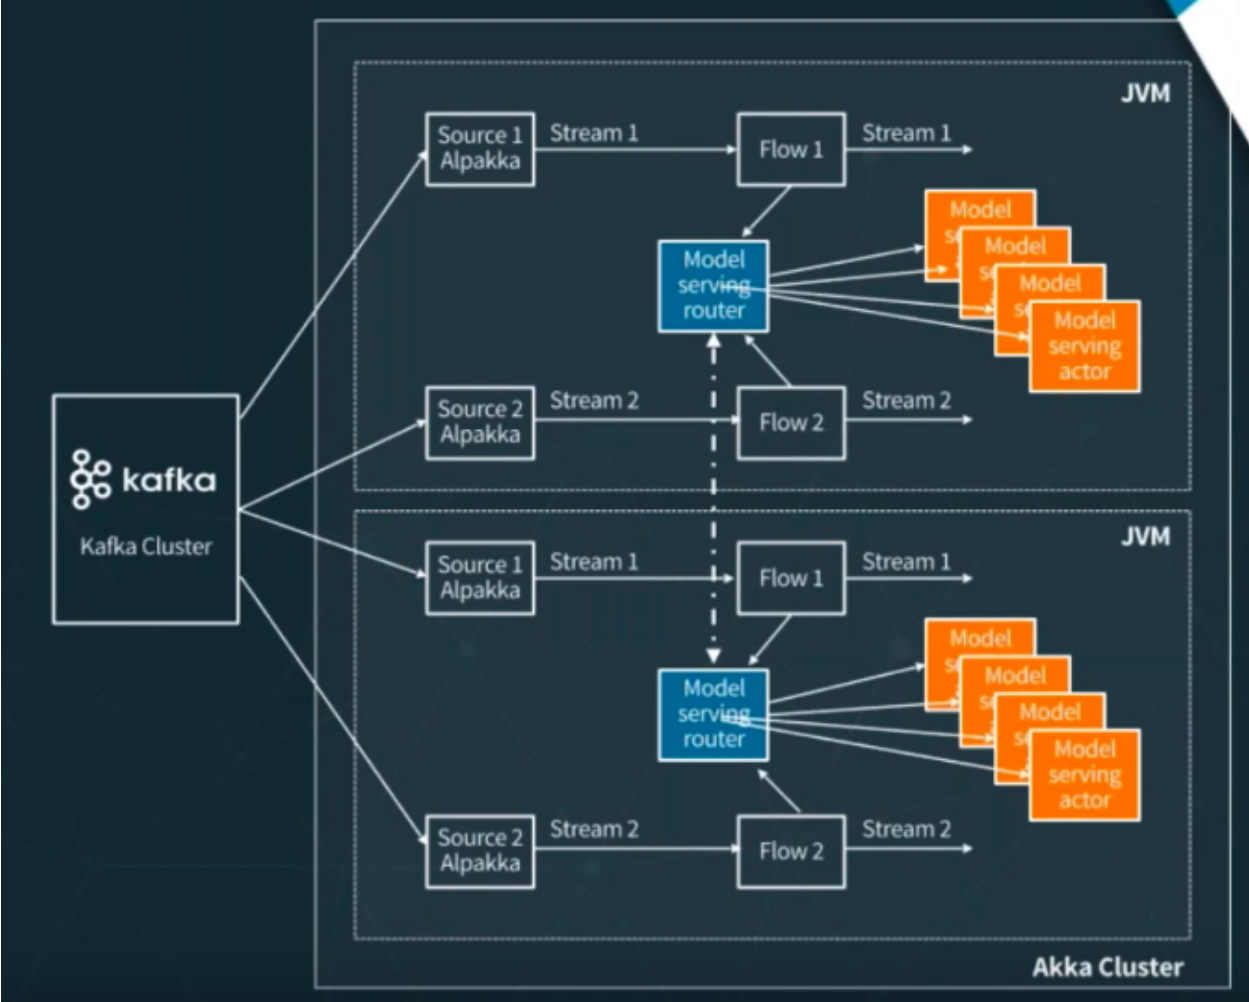 JVM
Source 1
Alpakka
Stream 1
Flow 1
Stream 1
Model
serving
router
Model
Model
Model
Model
serving
actor
Source 2
Alpakka
Stream 2
Flow 2
Stream 2
kafka
Kafka Cluster
JVM
Source 1
Alpakka
Stream 1
Flow 1
Stream 1
Model
serving
router
Model
Model
Model
Model
serving
actor
Source 2
Alpakka
Stream 2
Flow 2
Stream 2
Akka Cluster